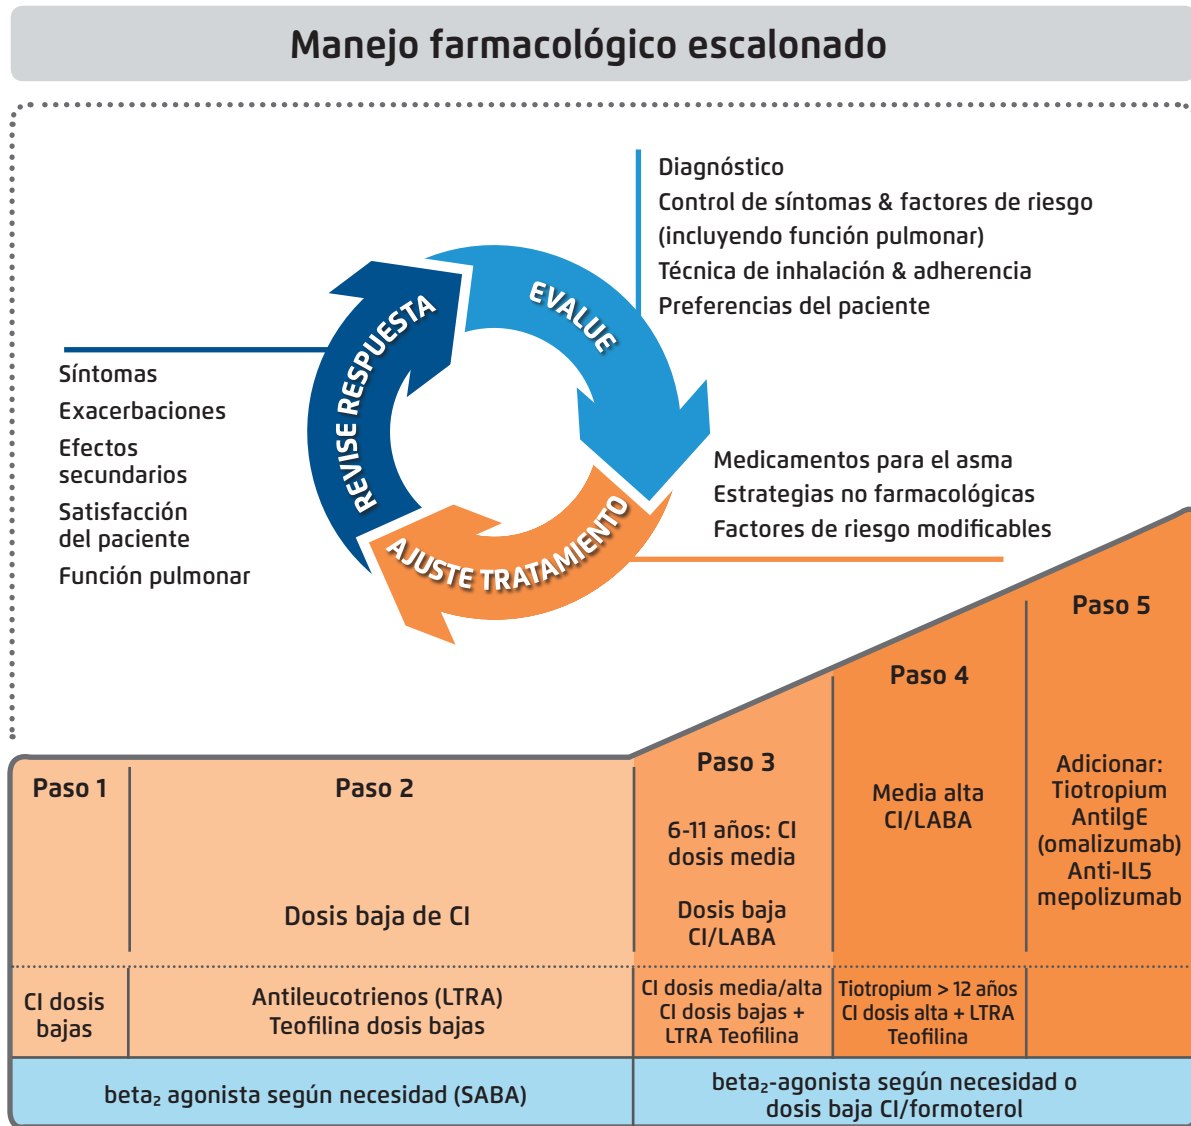 Manejo farmacológico escalonado
Diagnóstico
Control de síntomas & factores de riesgo
(incluyendo función pulmonar)
Técnica de inhalación & adherencia
Preferencias del paciente
EVALUE
REVISE RESPUESTA
AJUSTE TRATAMIENTO
Síntomas
Exacerbaciones
Efectos
secundarios
Satisfacción
del paciente
Función pulmonar
Medicamentos para el asma
Estrategias no farmacológicas
Factores de riesgo modificables
Paso 1
CI dosis
bajas
Paso 2
Dosis baja de CI
Antileucotrienos (LTRA)
Teofilina dosis bajas
Paso 3
6-11 años: CI
dosis media
Dosis baja
CI/LABA
CI dosis media/alta
CI dosis bajas +
LTRA Teofilina
Paso 4
Media alta
CI/LABA
Tiotropium > 12 años
CI dosis alta + LTRA
Teofilina
Paso 5
Adicionar:
Tiotropium
AntilgE
(omalizumab)
Anti-IL5
mepolizumab
beta₂ agonista según necesidad (SABA)
beta₂-agonista según necesidad o
dosis baja CI/formoterol